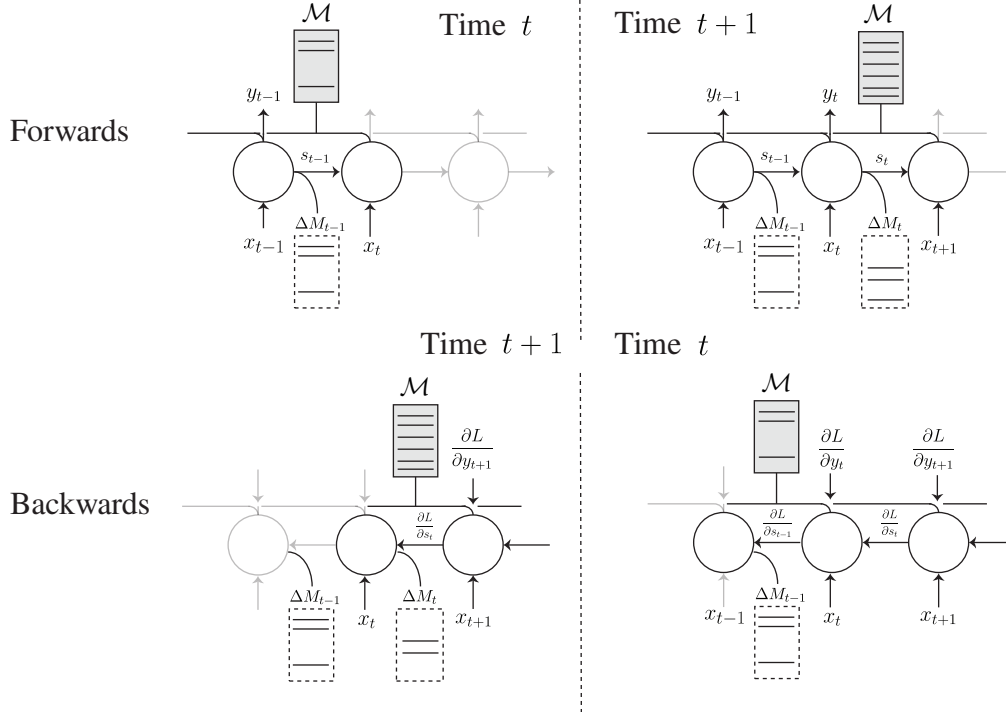 𝓜 Time t
y_{t-1}
Forwards
s_{t-1}
ΔM_{t-1}
x_{t-1} x_t
Time t + 1 𝓜
y_{t-1} y_t
s_{t-1} s_t
ΔM_{t-1} ΔM_t
x_{t-1} x_t x_{t+1}
Time t + 1
𝓜
∂L/∂y_{t+1}
Backwards
∂L/∂s_t
ΔM_{t-1} ΔM_t
x_t x_{t+1}
Time t
𝓜
∂L/∂y_t ∂L/∂y_{t+1}
∂L/∂s_{t-1} ∂L/∂s_t
ΔM_{t-1}
x_{t-1} x_t x_{t+1}